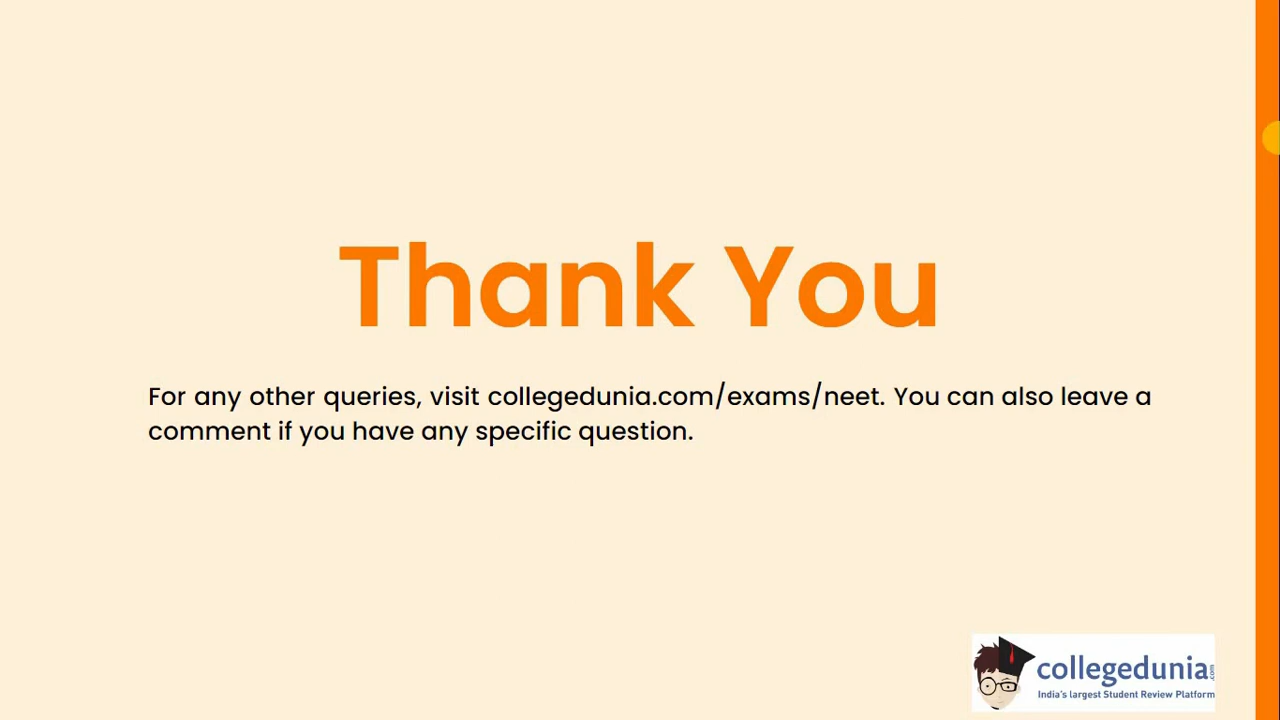 Thank You
For any other queries, visit collegedunia.com/exams/neet. You can also leave a
comment if you have any specific question.
collegedunia.com
India's largest Student Review Platform